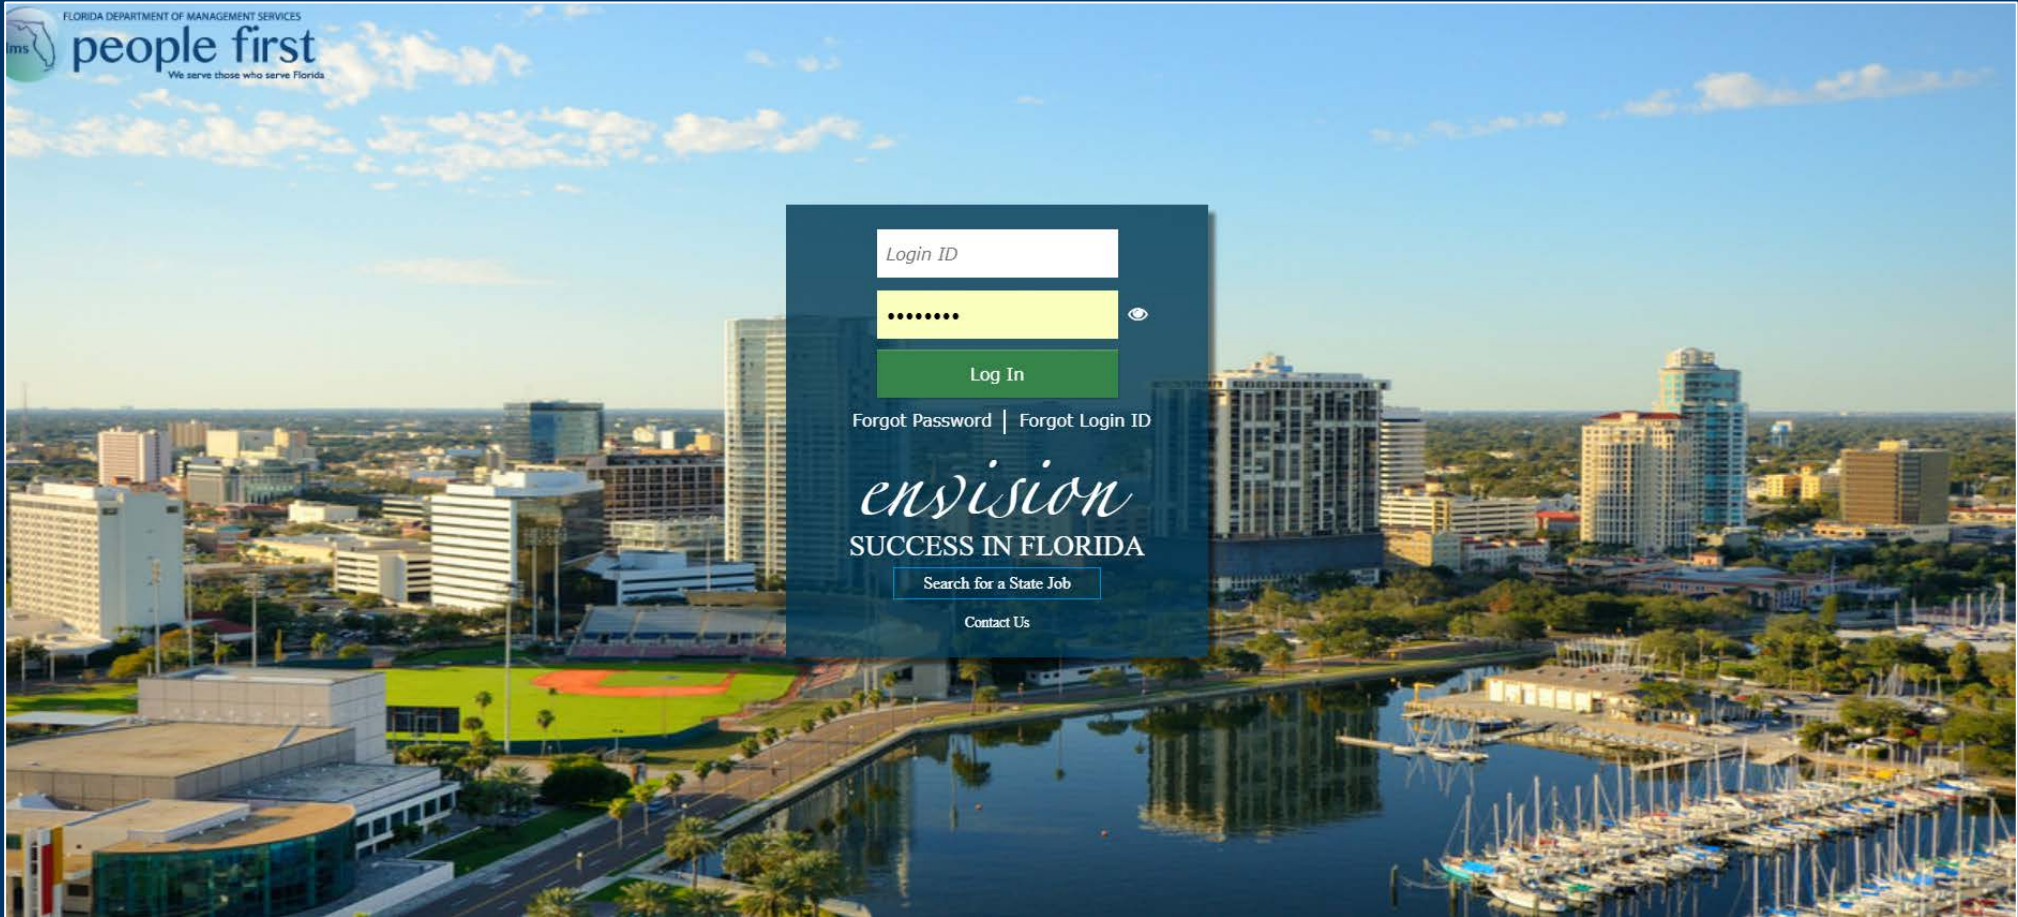 FLORIDA DEPARTMENT OF MANAGEMENT SERVICES
dms
people first
We serve those who serve Florida
Login ID
••••••••
Log In
Forgot Password | Forgot Login ID
envision
SUCCESS IN FLORIDA
Search for a State Job
Contact Us